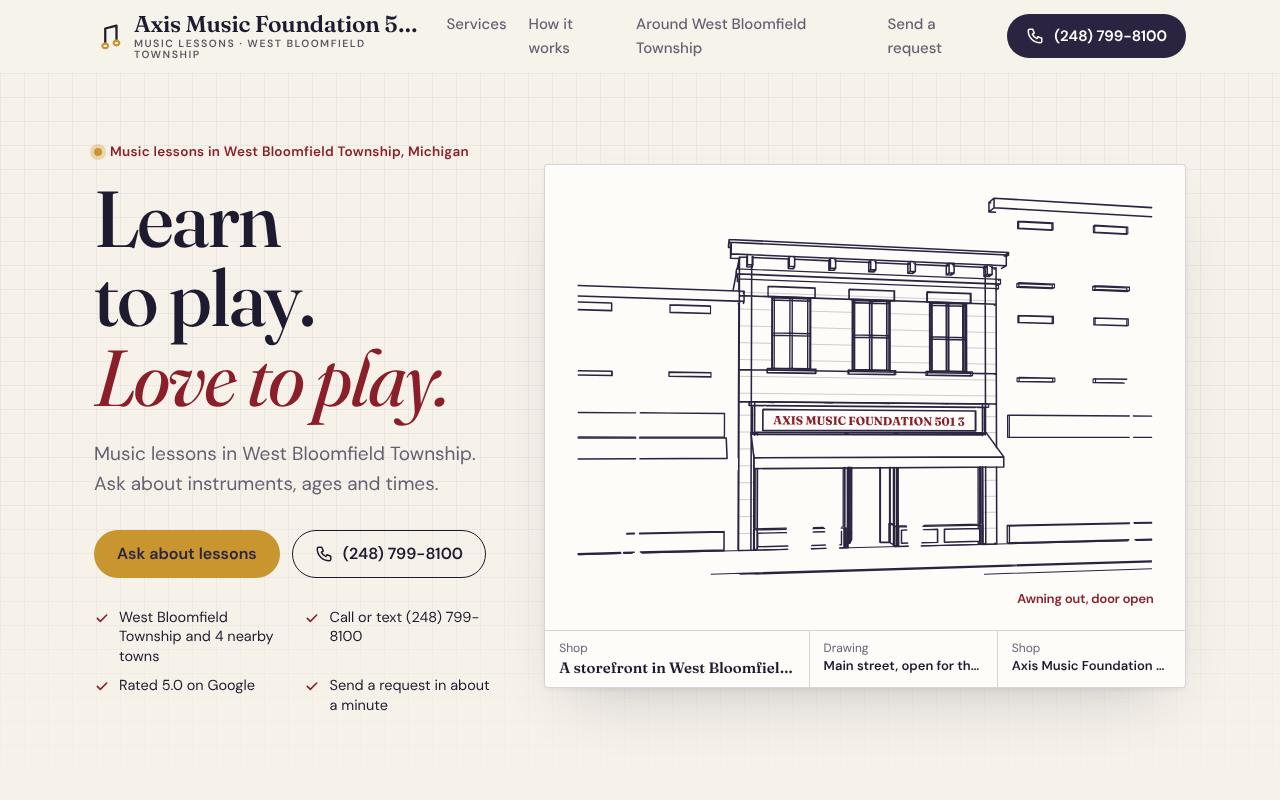 Axis Music Foundation 5...
MUSIC LESSONS · WEST BLOOMFIELD
TOWNSHIP
Services
How it
works
Around West Bloomfield
Township
Send a
request
(248) 799-8100
Music lessons in West Bloomfield Township, Michigan
Learn
to play.
Love to play.
Music lessons in West Bloomfield Township.
Ask about instruments, ages and times.
Ask about lessons
(248) 799-8100
West Bloomfield
Township and 4 nearby
towns
Call or text (248) 799-
8100
Rated 5.0 on Google
Send a request in about
a minute
AXIS MUSIC FOUNDATION 501 3
Awning out, door open
Shop
A storefront in West Bloomfiel...
Drawing
Main street, open for th...
Shop
Axis Music Foundation ...